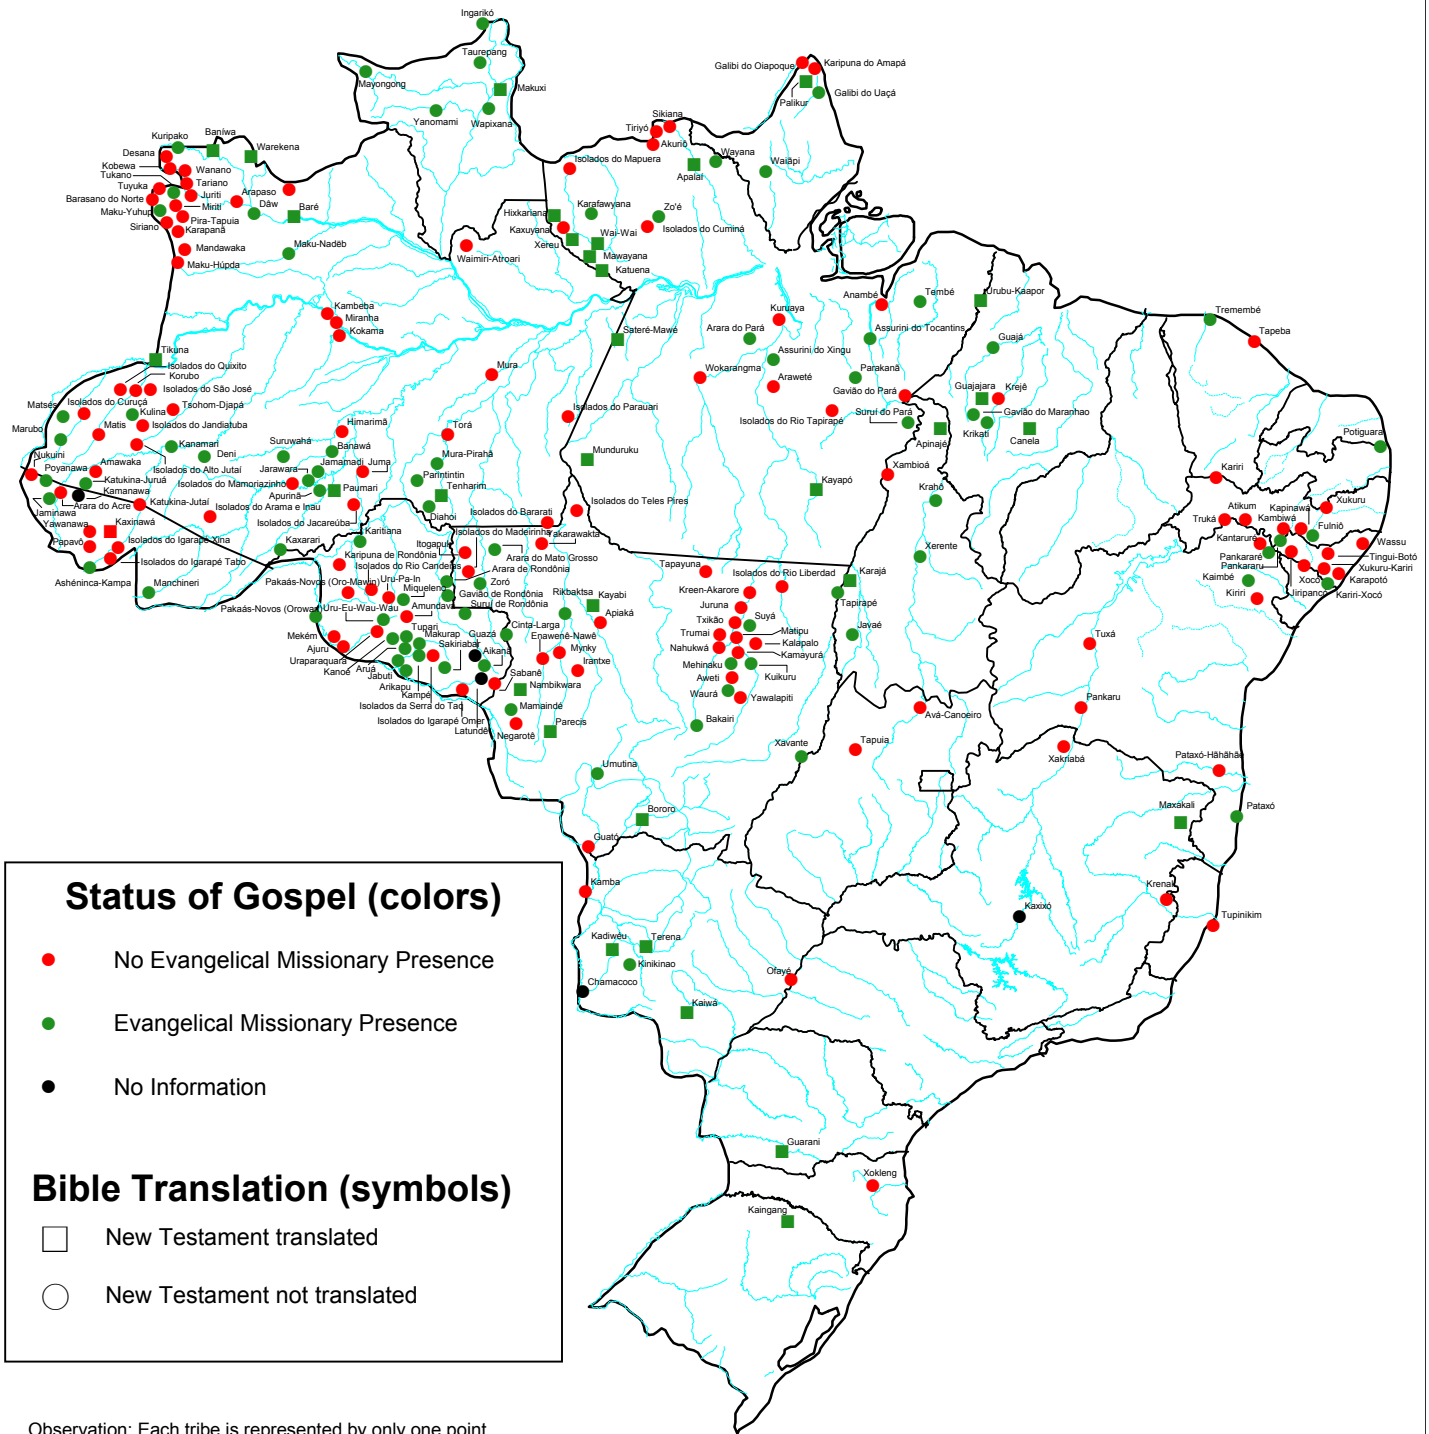 Ingarikó
Taurepang
Mayongong
Makuxi
Yanomami
Wapixana
Galibi do Oiapoque
Karipuna do Amapá
Palikur
Galibi do Uaçá
Sikiana
Tiriyó
Akuriô
Wayana
Apalaí
Waiãpi
Isolados do Mapuera
Kuripako
Baníwa
Warekena
Desana
Kobewa
Tukano
Tuyuka
Barasano do Norte
Maku-Yuhup
Siriano
Wanano
Tariano
Juriti
Miriti
Pira-Tapuia
Karapanã
Mandawaka
Maku-Húpda
Arapaso
Dâw
Baré
Maku-Nadëb
Hixkariana
Kaxuyana
Xereu
Karafawyana
Wai-Wai
Mawayana
Katuena
Zo'é
Isolados do Cuminá
Waimiri-Atroari
Kambeba
Miranha
Kokama
Sateré-Mawé
Anambé
Tembé
Urubu-Kaapor
Kuruaya
Arara do Pará
Assurini do Tocantins
Assurini do Xingu
Guajá
Tremembé
Tapeba
Tikuna
Isolados do Quixito
Korubo
Isolados do São José
Isolados do Curuçá
Tsohom-Djapá
Matsés
Kulina
Isolados do Jandiatuba
Marubo
Matis
Mura
Wokarangma
Araweté
Parakanã
Gavião do Pará
Guajajara
Krejê
Gavião do Maranhao
Isolados do Rio Tapirapé
Suruí do Pará
Krikati
Apinajé
Canela
Potiguara
Isolados do Parauari
Munduruku
Himarimã
Torá
Kanamari
Deni
Suruwahá
Banawá
Isolados do Alto Jutaí
Nukuini
Poyanawa
Amawaka
Katukina-Juruá
Kamanawa
Arara do Acre
Jaminawa
Yawanawa
Kaxinawá
Papavô
Isolados do Igarapé Xina
Isolados do Igarapé Tabo
Ashéninca-Kampa
Manchineri
Katukina-Jutaí
Isolados do Arama e Inau
Jamamadi
Juma
Jarawara
Isolados do Mamoriazinho
Apurinã
Paumari
Isolados do Jacareúba
Mura-Pirahã
Parintintin
Tenharim
Diahoi
Isolados do Bararati
Isolados do Teles Pires
Kayapó
Xambioá
Krahô
Xerente
Kariri
Xukuru
Kapinawá
Atikum
Truká
Kambiwá
Fulniô
Kantaruré
Wassu
Pankararé
Pankararu
Tingui-Botó
Xukuru-Kariri
Kaimbé
Xocó
Karapotó
Kiriri
Jiripancó
Kariri-Xocó
Kaxarari
Karitiana
Karipuna de Rondônia
Isolados do Rio Candeias
Itogapuk
Isolados do Madeirinha
Yakarawakta
Arara do Mato Grosso
Arara de Rondônia
Pakaás-Novos (Oro-Mawin)
Uru-Pa-In
Miqueleno
Gavião de Rondônia
Zoró
Suruí de Rondônia
Rikbaktsa
Kayabi
Apiaká
Uru-Eu-Wau-Wau
Amundava
Mekém
Ajuru
Uraparaquara
Kanoé
Aruá
Tupari
Makurap
Guazá
Cinta-Larga
Aikanã
Jabuti
Arikapu
Kampé
Isolados do Igarapé Omer
Latundê
Sabanê
Enawenê-Nawê
Mynky
Irantxe
Nambikwara
Mamaindê
Negarotê
Parecis
Tapayuna
Isolados do Rio Liberdad
Kreen-Akarore
Juruna
Txikão
Suyá
Trumai
Matipu
Nahukwá
Kalapalo
Kamayurá
Mehinaku
Kuikuru
Aweti
Waurá
Yawalapiti
Bakairi
Karajá
Tapirapé
Javaé
Avá-Canoeiro
Tapuia
Xavante
Tuxá
Pankaru
Xakriabá
Pataxó-Hãhãhãe
Maxakali
Pataxó
Umutina
Bororo
Guató
Kamba
Krenak
Kaxixó
Tupinikim
Kadiwéu
Terena
Kinikinao
Chamacoco
Ofayé
Kaiwá
Guarani
Xokleng
Kaingang
Status of Gospel (colors)
No Evangelical Missionary Presence
Evangelical Missionary Presence
No Information
Bible Translation (symbols)
New Testament translated
New Testament not translated
Observation: Each tribe is represented by only one point